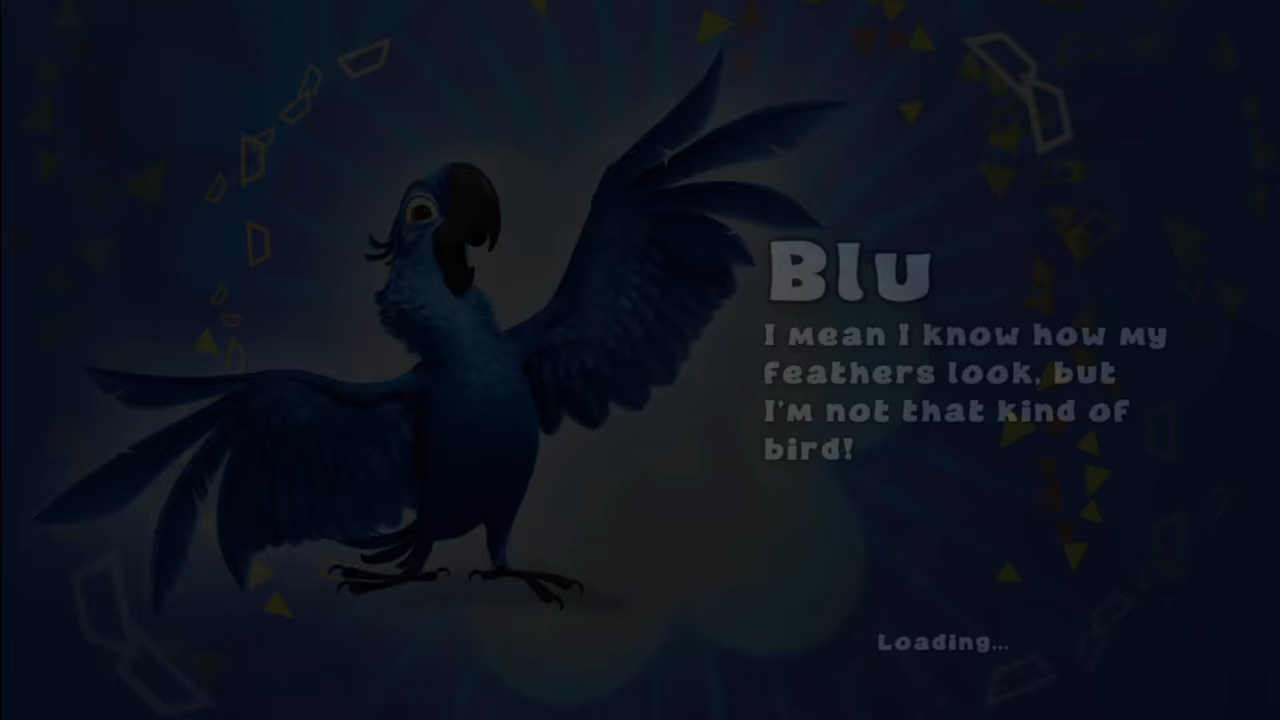 Blu
I mean I know how my
feathers look, but
I'm not that kind of
bird!
Loading...